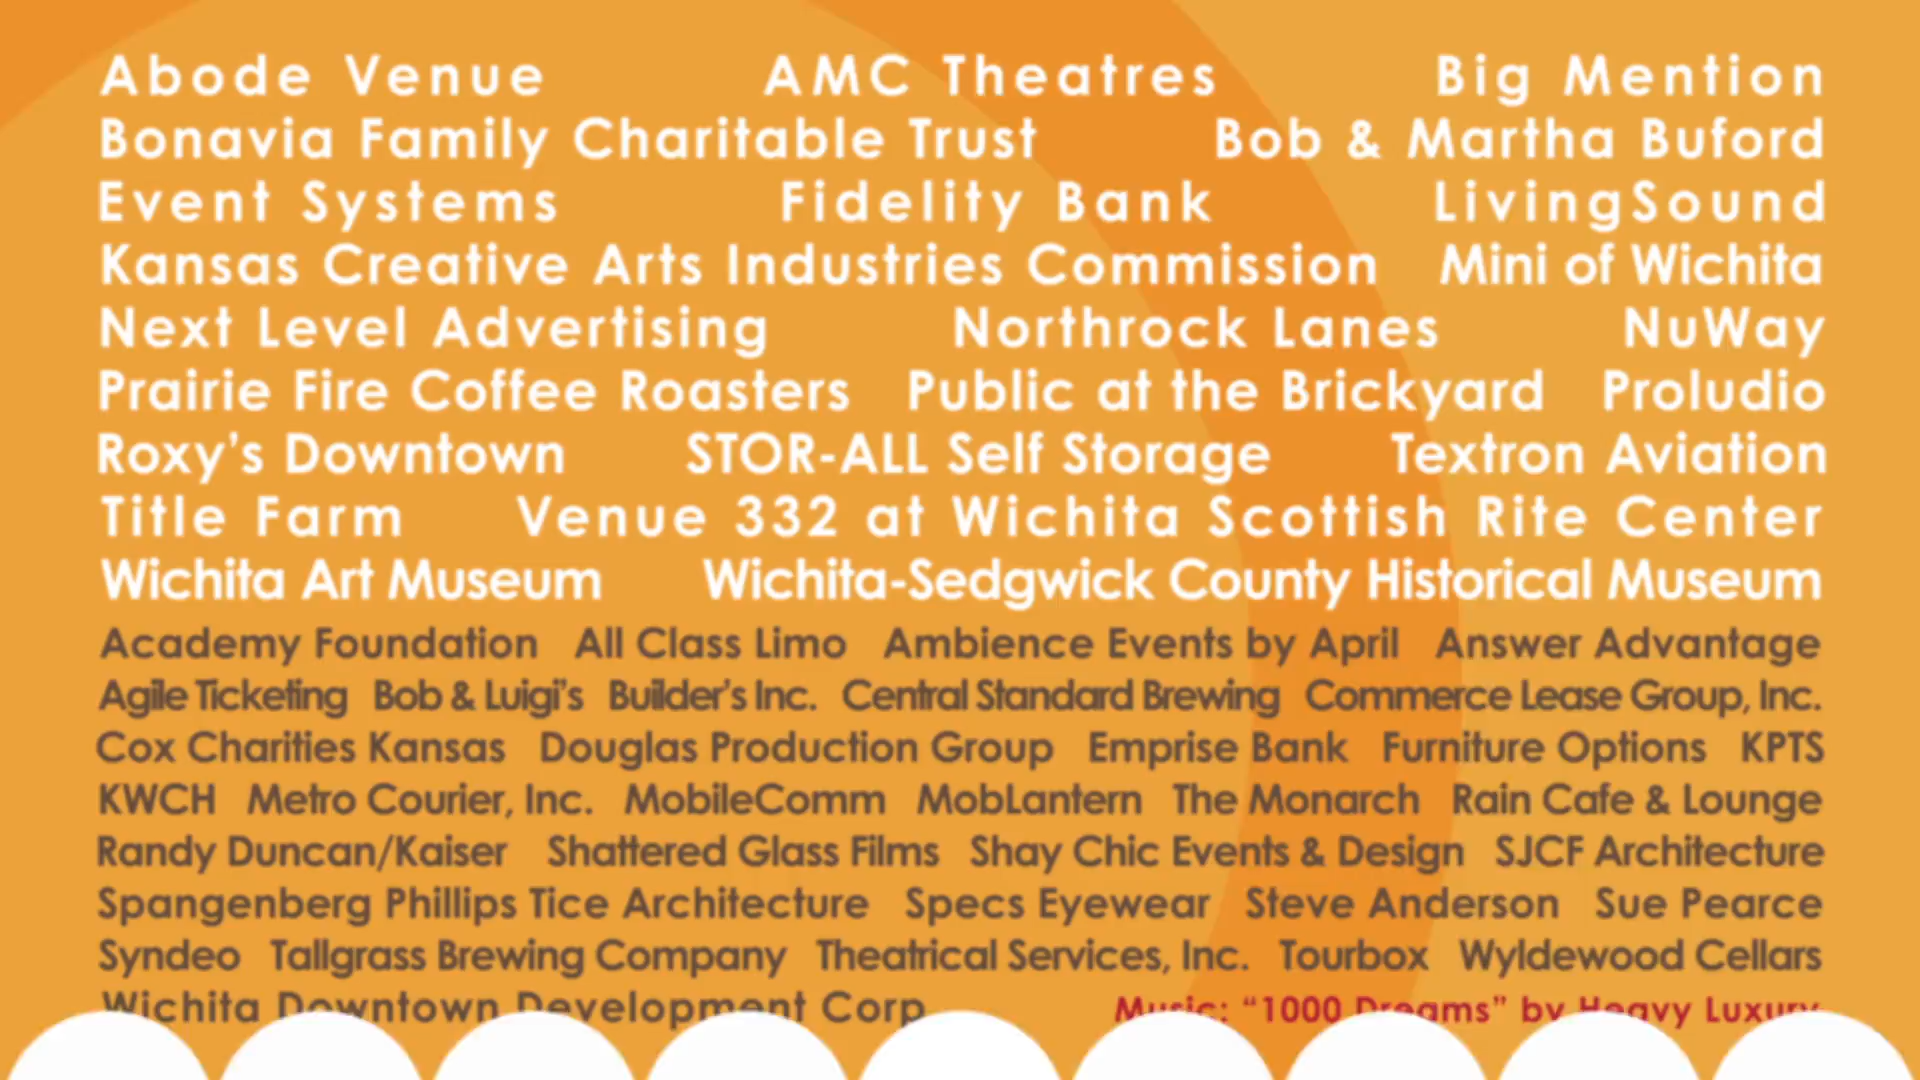 Abode Venue AMC Theatres Big Mention
Bonavia Family Charitable Trust Bob & Martha Buford
Event Systems Fidelity Bank LivingSound
Kansas Creative Arts Industries Commission Mini of Wichita
Next Level Advertising Northrock Lanes NuWay
Prairie Fire Coffee Roasters Public at the Brickyard Proludio
Roxy's Downtown STOR-ALL Self Storage Textron Aviation
Title Farm Venue 332 at Wichita Scottish Rite Center
Wichita Art Museum Wichita-Sedgwick County Historical Museum
Academy Foundation All Class Limo Ambience Events by April Answer Advantage
Agile Ticketing Bob & Luigi's Builder's Inc. Central Standard Brewing Commerce Lease Group, Inc.
Cox Charities Kansas Douglas Production Group Emprise Bank Furniture Options KPTS
KWCH Metro Courier, Inc. MobileComm MobLantern The Monarch Rain Cafe & Lounge
Randy Duncan/Kaiser Shattered Glass Films Shay Chic Events & Design SJCF Architecture
Spangenberg Phillips Tice Architecture Specs Eyewear Steve Anderson Sue Pearce
Syndeo Tallgrass Brewing Company Theatrical Services, Inc. Tourbox Wyldewood Cellars
Wichita Downtown Development Corp Music: "1000 Dreams" by Heavy Luxury